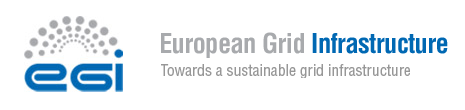 egi
European Grid Infrastructure
Towards a sustainable grid infrastructure